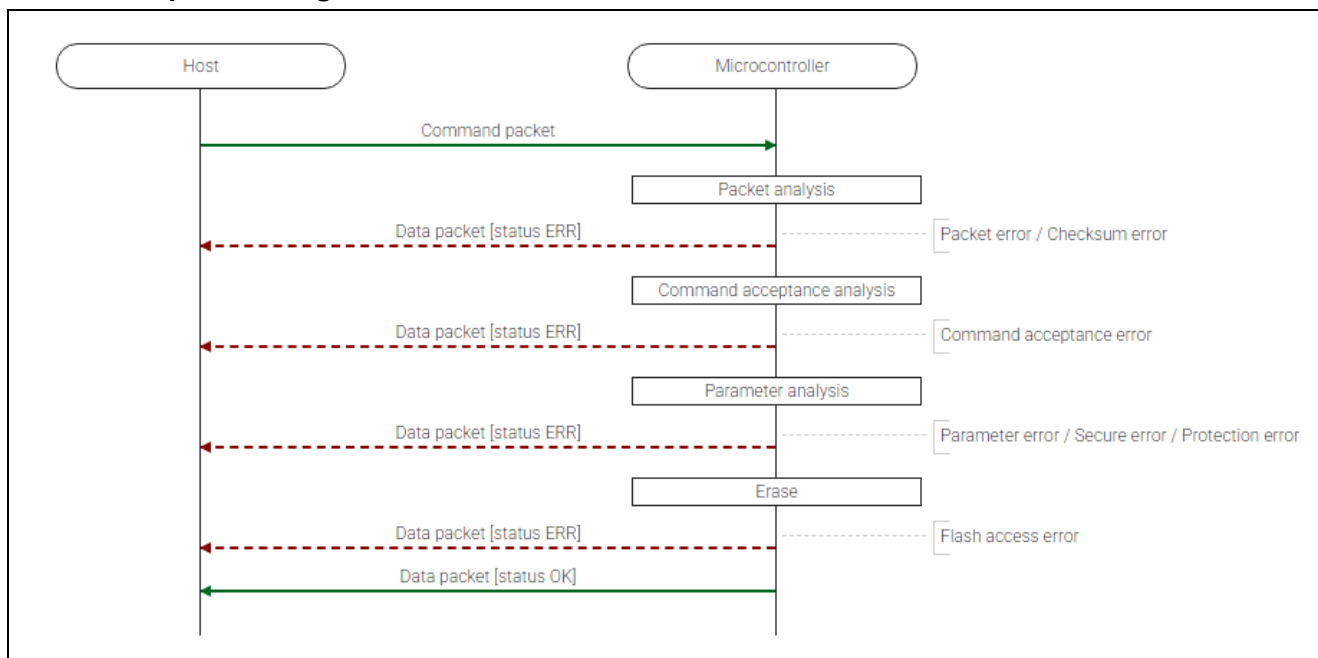 Host
Microcontroller
Command packet
Packet analysis
Data packet [status ERR]
Packet error / Checksum error
Command acceptance analysis
Data packet [status ERR]
Command acceptance error
Parameter analysis
Data packet [status ERR]
Parameter error / Secure error / Protection error
Erase
Data packet [status ERR]
Flash access error
Data packet [status OK]